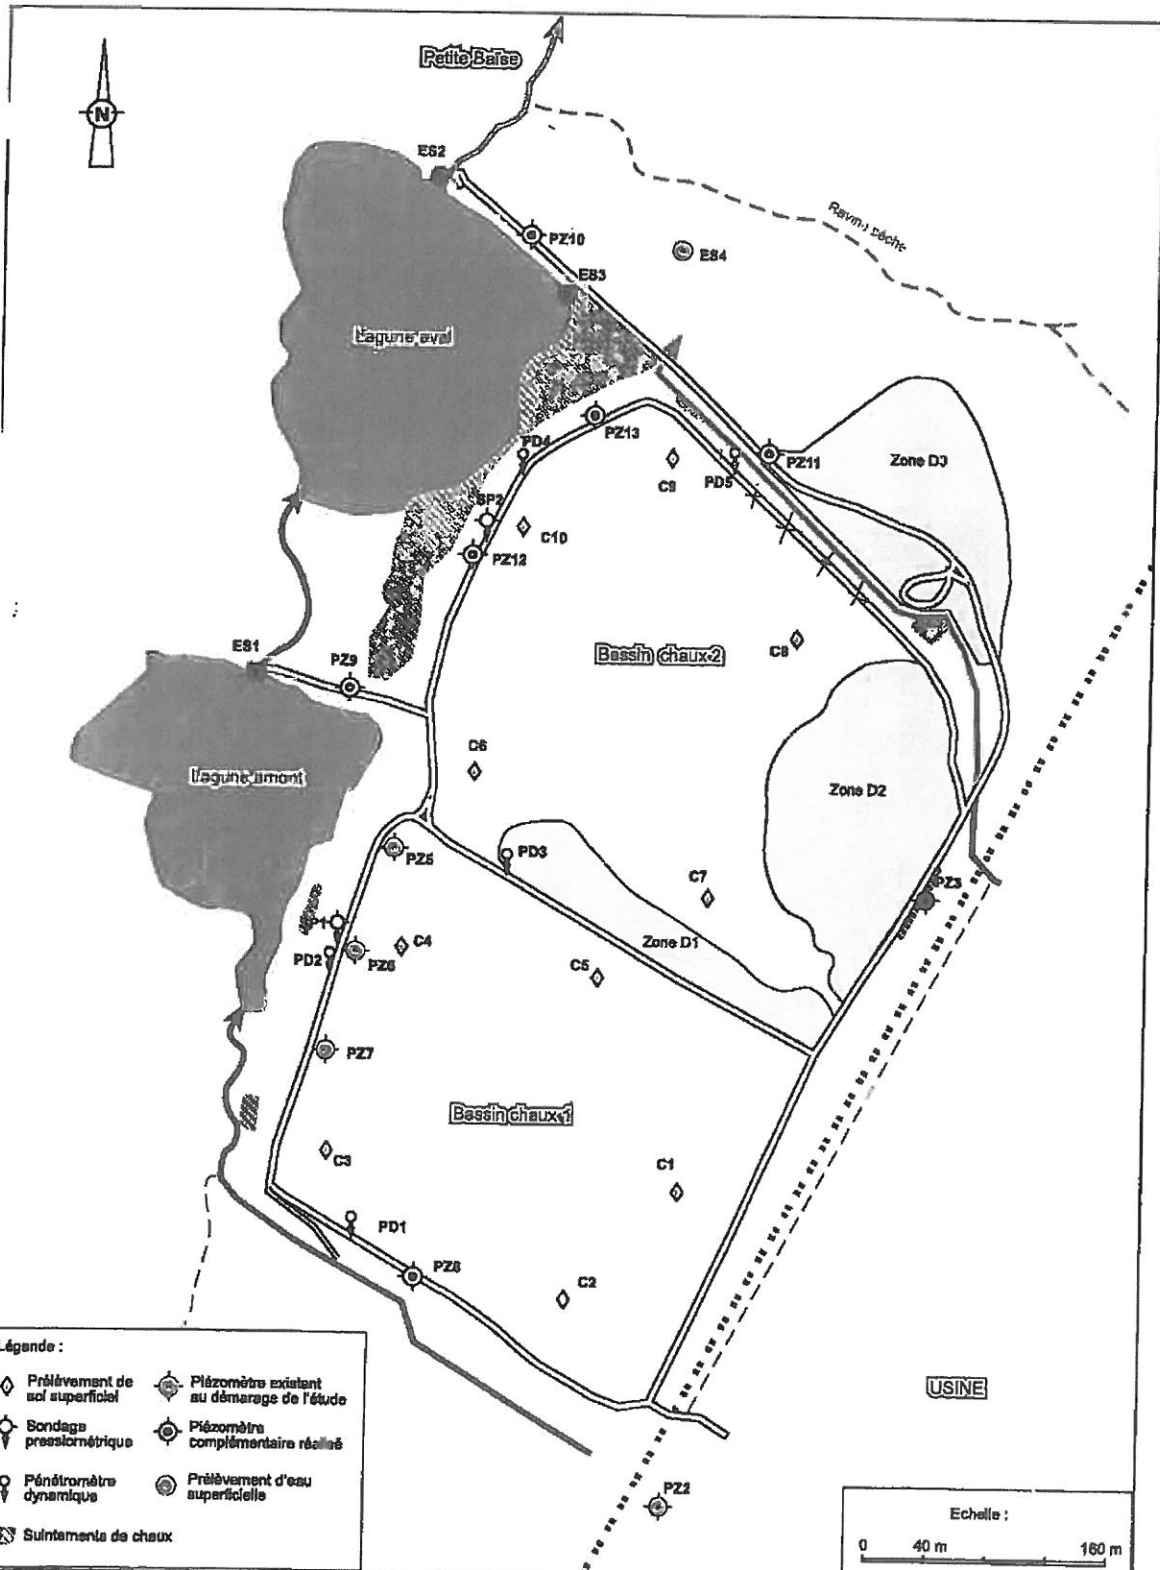 Petite Baïse
N
ES2
PZ10
ES4
Ravin sèche
ES3
Lagune aval
PZ13
PD4
C9
PD5
PZ11
Zone D3
SP2
C10
PZ12
ES1
PZ9
Bassin chaux-2
C8
C6
Lagune amont
Zone D2
PZ5
PD3
C7
PZ3
C4
Zone D1
PD2
PZ6
C5
PZ7
Bassin chaux-1
C3
C1
PD1
PZ8
C2
USINE
PZ2
Légende :
Prélèvement de
sol superficiel
Piézomètre existant
au démarage de l'étude
Sondage
pressiométrique
Piézomètre
complémentaire réalisé
Pénétromètre
dynamique
Prélèvement d'eau
superficielle
Suintements de chaux
Echelle :
0 40 m 160 m